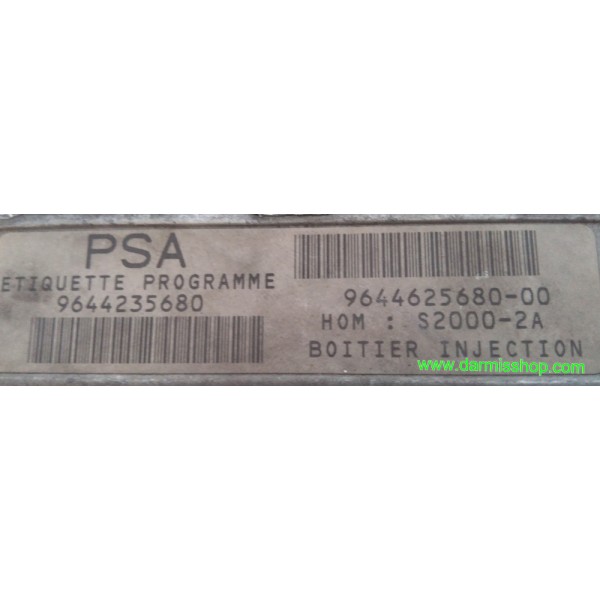 PSA
ETIQUETTE PROGRAMME
9644235680
9644625680-00
HOM : S2000-2A
BOITIER INJECTION
www.darmisshop.com